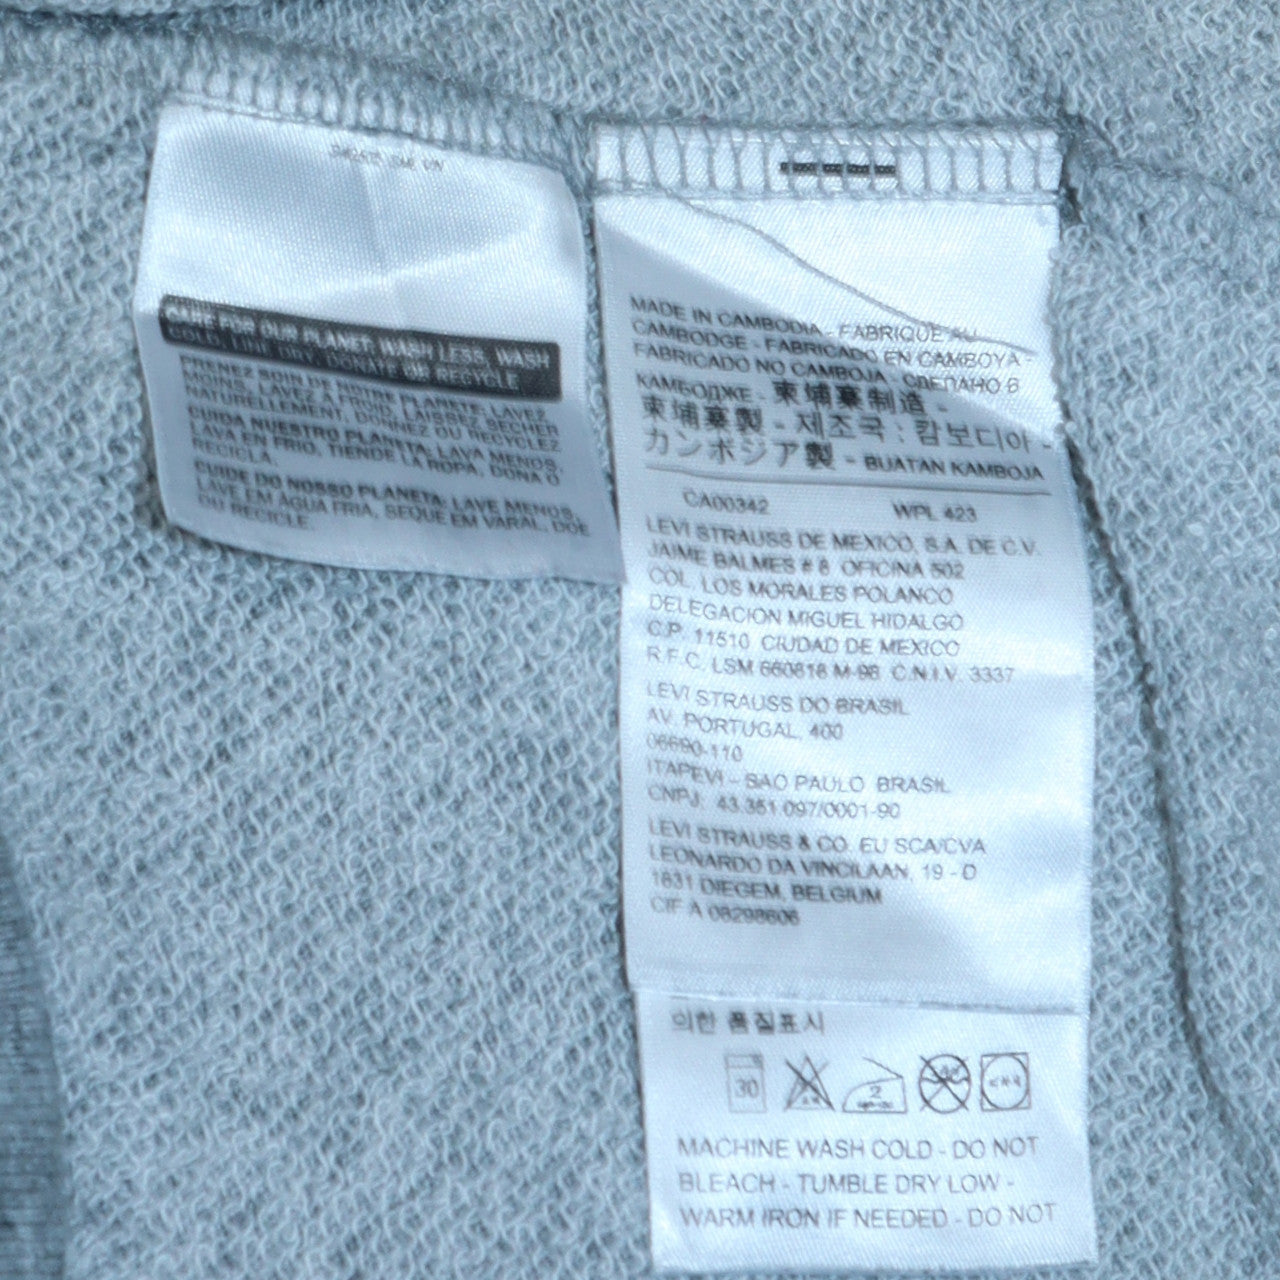 CARE FOR OUR PLANET: WASH LESS, WASH
COLD, LINE DRY, DONATE OR RECYCLE
PRENEZ SOIN DE NOTRE PLANÈTE: LAVEZ
MOINS, À L'EAU FROID, LAISSEZ SÉCHER
NATURELLEMENT, DONNEZ OU RECYCLEZ
CUIDA NUESTRO PLANETA: LAVA MENOS,
LAVA EN FRIO, TIENDE LA ROPA, DONA O
RECICLA.
CUIDE DO NOSSO PLANETA: LAVE MENOS,
LAVE EM AGUA FRIA, SEQUE EM VARAL, DOE
OU RECICLE.
MADE IN CAMBODIA - FABRIQUE AU
CAMBODGE - FABRICADO EN CAMBOYA -
FABRICADO NO CAMBOJA - СДЕЛАНО В
КАМБОДЖЕ - 柬埔寨制造 -
柬埔寨製 - 제조국 : 캄보디아 -
カンボジア製 - BUATAN KAMBOJA
CA00342 WPL 423
LEVI STRAUSS DE MEXICO, S.A. DE C.V.
JAIME BALMES # 8 OFICINA 502
COL. LOS MORALES POLANCO
DELEGACION MIGUEL HIDALGO
C.P. 11510 CIUDAD DE MEXICO
R.F.C. LSM 660818 M-98 C.N.I.V. 3337
LEVI STRAUSS DO BRASIL
AV. PORTUGAL, 400
06690-110
ITAPEVI - SAO PAULO BRASIL
CNPJ: 43.351.097/0001-90
LEVI STRAUSS & CO. EU SCA/CVA
LEONARDO DA VINCILAAN, 19 - D
1831 DIEGEM, BELGIUM
CIF A 08298606
의한 품질표시
30
2
MACHINE WASH COLD - DO NOT
BLEACH - TUMBLE DRY LOW -
WARM IRON IF NEEDED - DO NOT